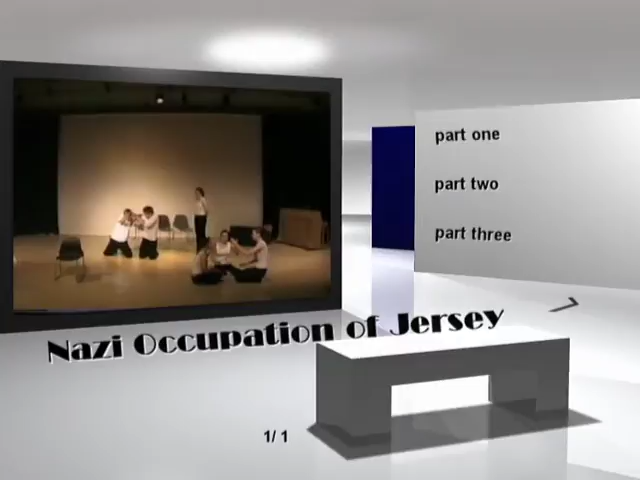 part one
part two
part three
Nazi Occupation of Jersey
1/1